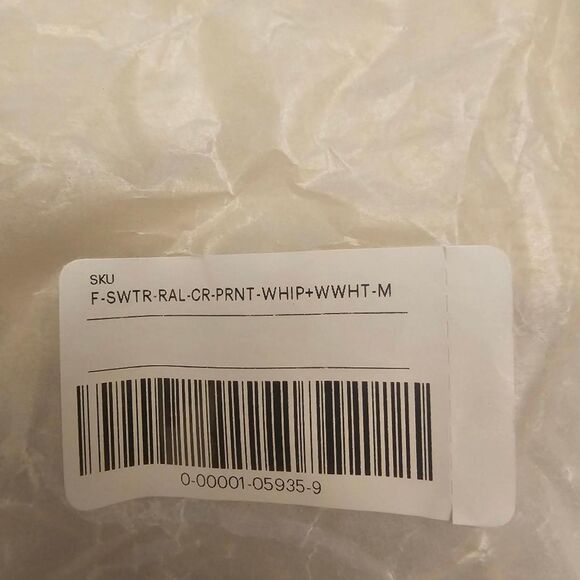 SKU
F-SWTR-RAL-CR-PRNT-WHIP+WWHT-M
0-00001-05935-9